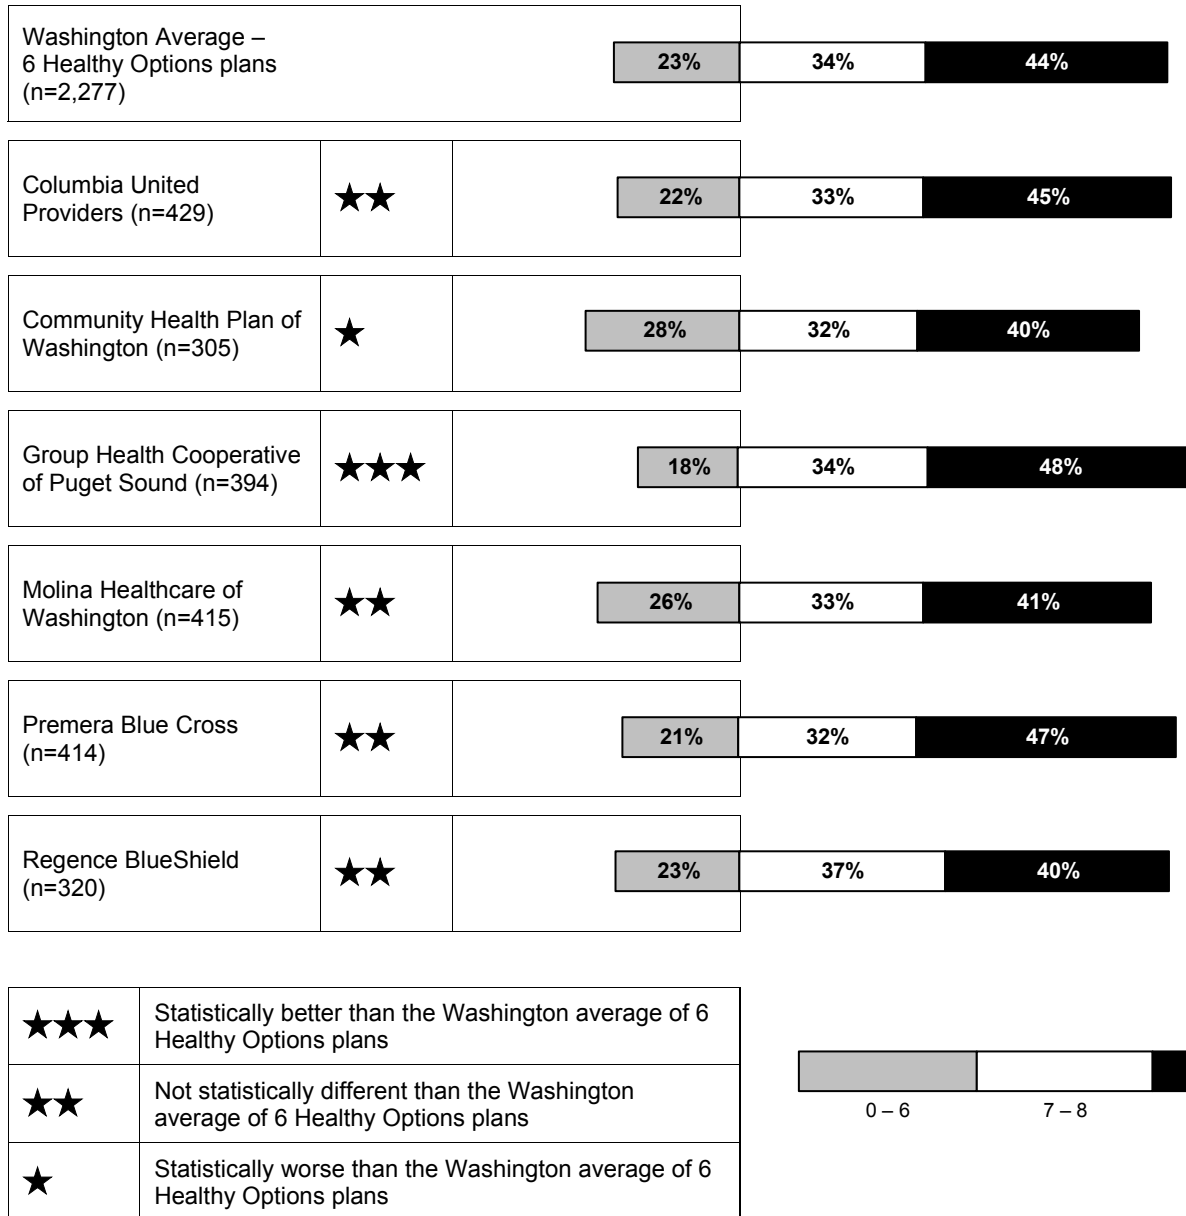 Washington Average –
6 Healthy Options plans
(n=2,277)
23% 34% 44%
Columbia United
Providers (n=429)
★★
22% 33% 45%
Community Health Plan of
Washington (n=305)
★
28% 32% 40%
Group Health Cooperative
of Puget Sound (n=394)
★★★
18% 34% 48%
Molina Healthcare of
Washington (n=415)
★★
26% 33% 41%
Premera Blue Cross
(n=414)
★★
21% 32% 47%
Regence BlueShield
(n=320)
★★
23% 37% 40%
★★★ Statistically better than the Washington average of 6
Healthy Options plans
★★ Not statistically different than the Washington
average of 6 Healthy Options plans
★ Statistically worse than the Washington average of 6
Healthy Options plans
0 – 6 7 – 8